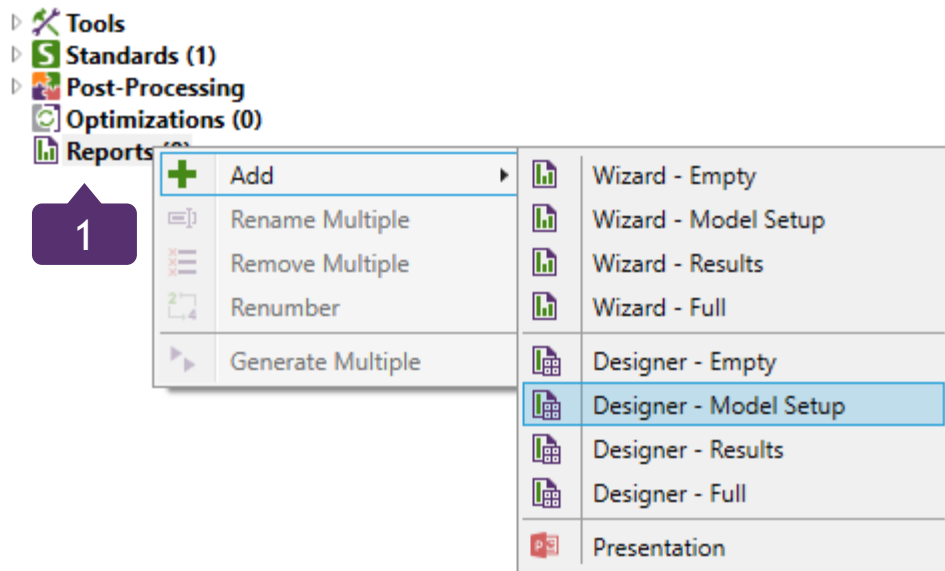 Tools
Standards (1)
Post-Processing
Optimizations (0)
Reports (0)
1
Add
Rename Multiple
Remove Multiple
Renumber
Generate Multiple
Wizard - Empty
Wizard - Model Setup
Wizard - Results
Wizard - Full
Designer - Empty
Designer - Model Setup
Designer - Results
Designer - Full
Presentation